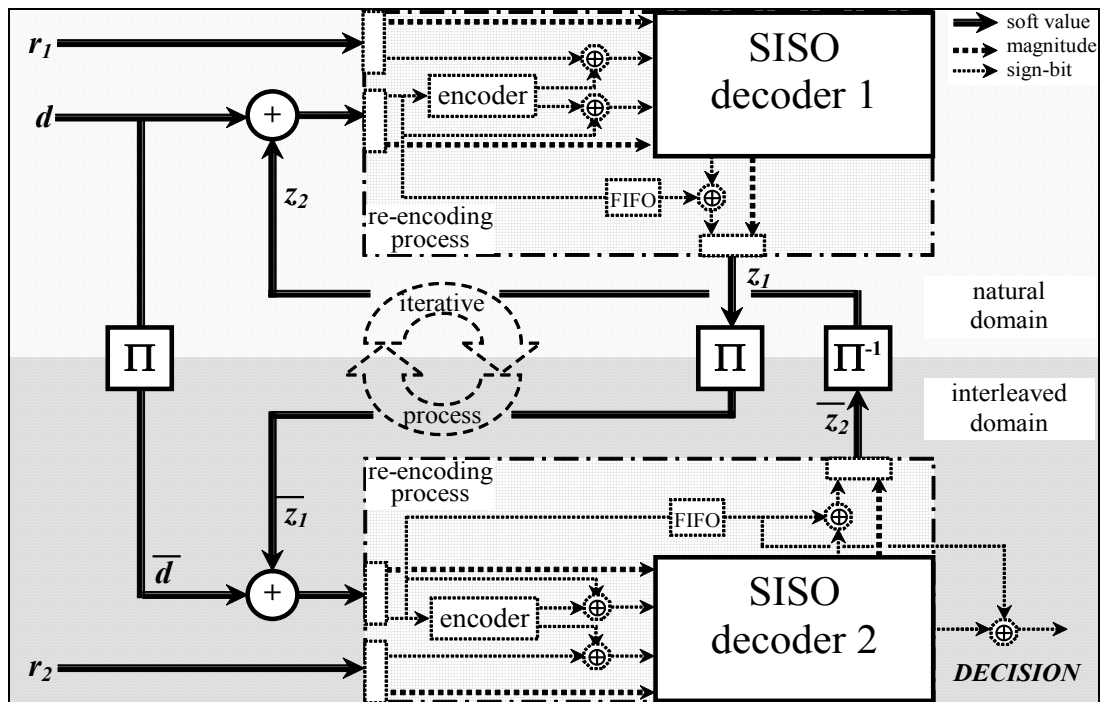 r1
SISO
decoder 1
soft value
magnitude
sign-bit
⊕
encoder
d
+
⊕
z2
FIFO
⊕
re-encoding
process
z1
iterative
natural
domain
Π
Π
Π-1
interleaved
domain
process
z2
re-encoding
process
z1
FIFO
⊕
d
+
SISO
decoder 2
encoder
⊕
⊕
⊕
r2
DECISION